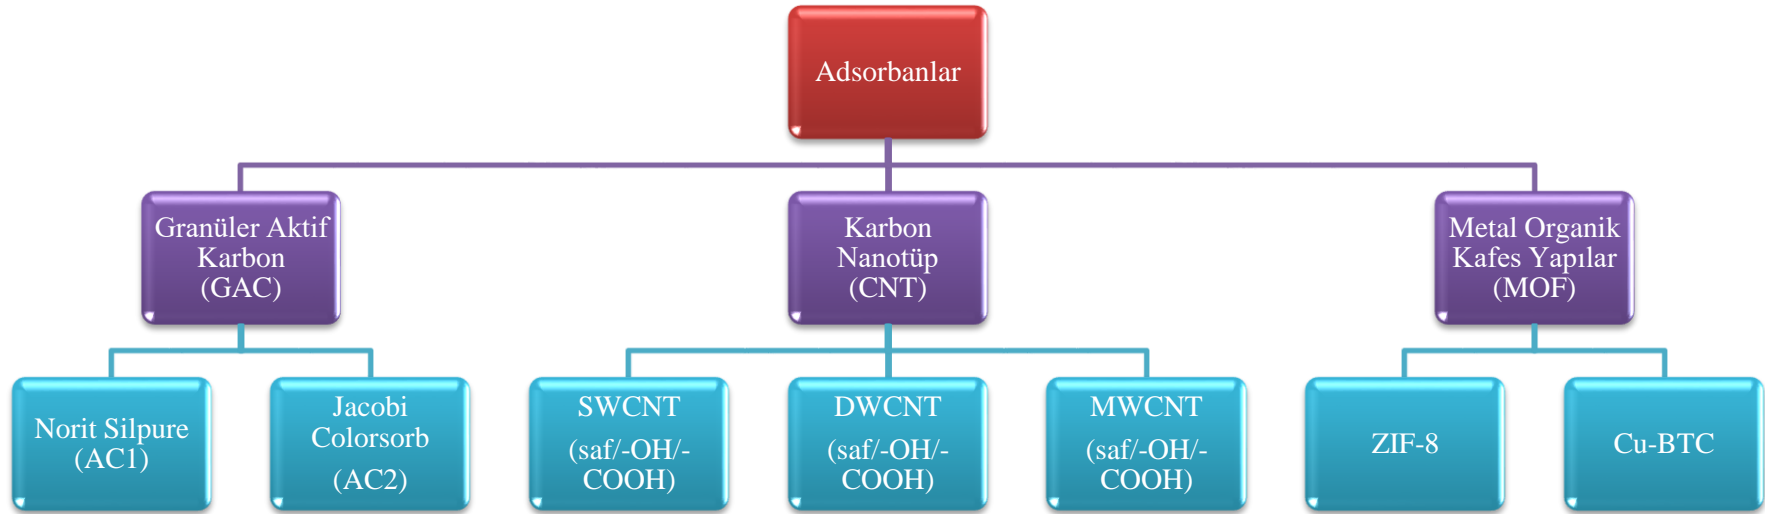 Adsorbanlar
Granüler Aktif
Karbon
(GAC)
Karbon
Nanotüp
(CNT)
Metal Organik
Kafes Yapılar
(MOF)
Norit Silpure
(AC1)
Jacobi
Colorsorb
(AC2)
SWCNT
(saf/-OH/-
COOH)
DWCNT
(saf/-OH/-
COOH)
MWCNT
(saf/-OH/-
COOH)
ZIF-8
Cu-BTC